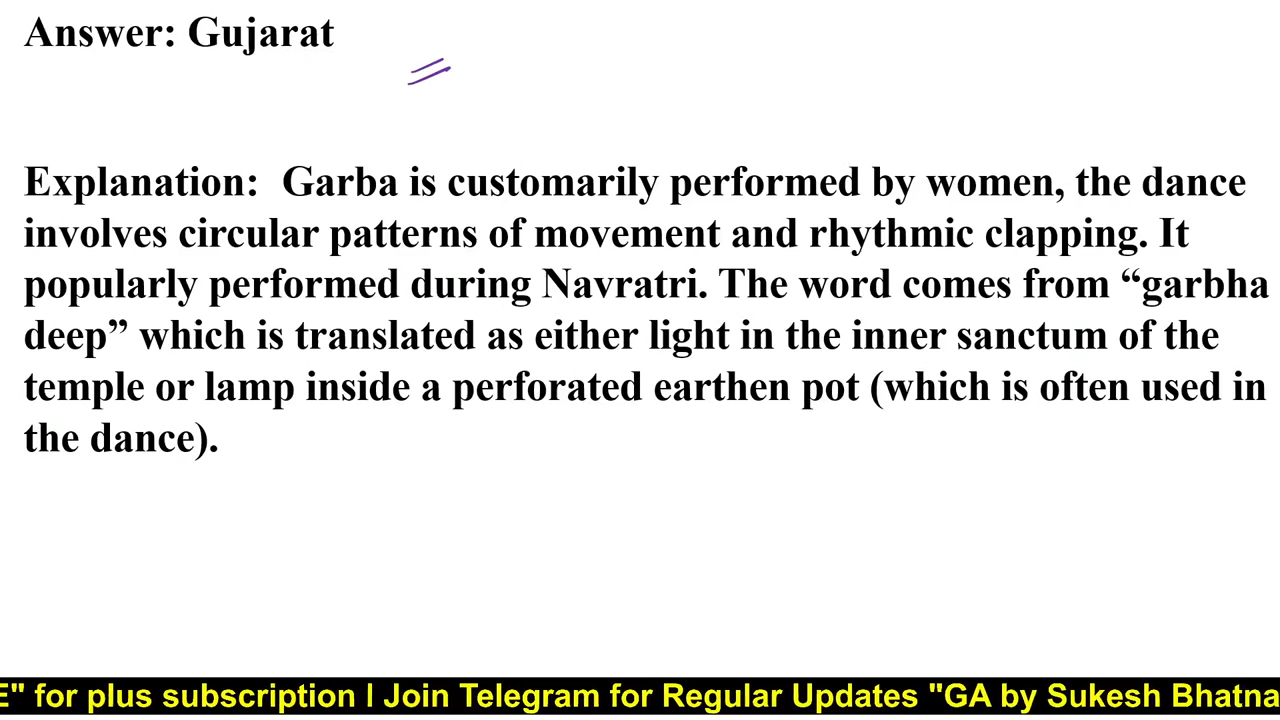 Answer: Gujarat
Explanation:  Garba is customarily performed by women, the dance
involves circular patterns of movement and rhythmic clapping. It
popularly performed during Navratri. The word comes from “garbha
deep” which is translated as either light in the inner sanctum of the
temple or lamp inside a perforated earthen pot (which is often used in
the dance).
E" for plus subscription l Join Telegram for Regular Updates "GA by Sukesh Bhatna